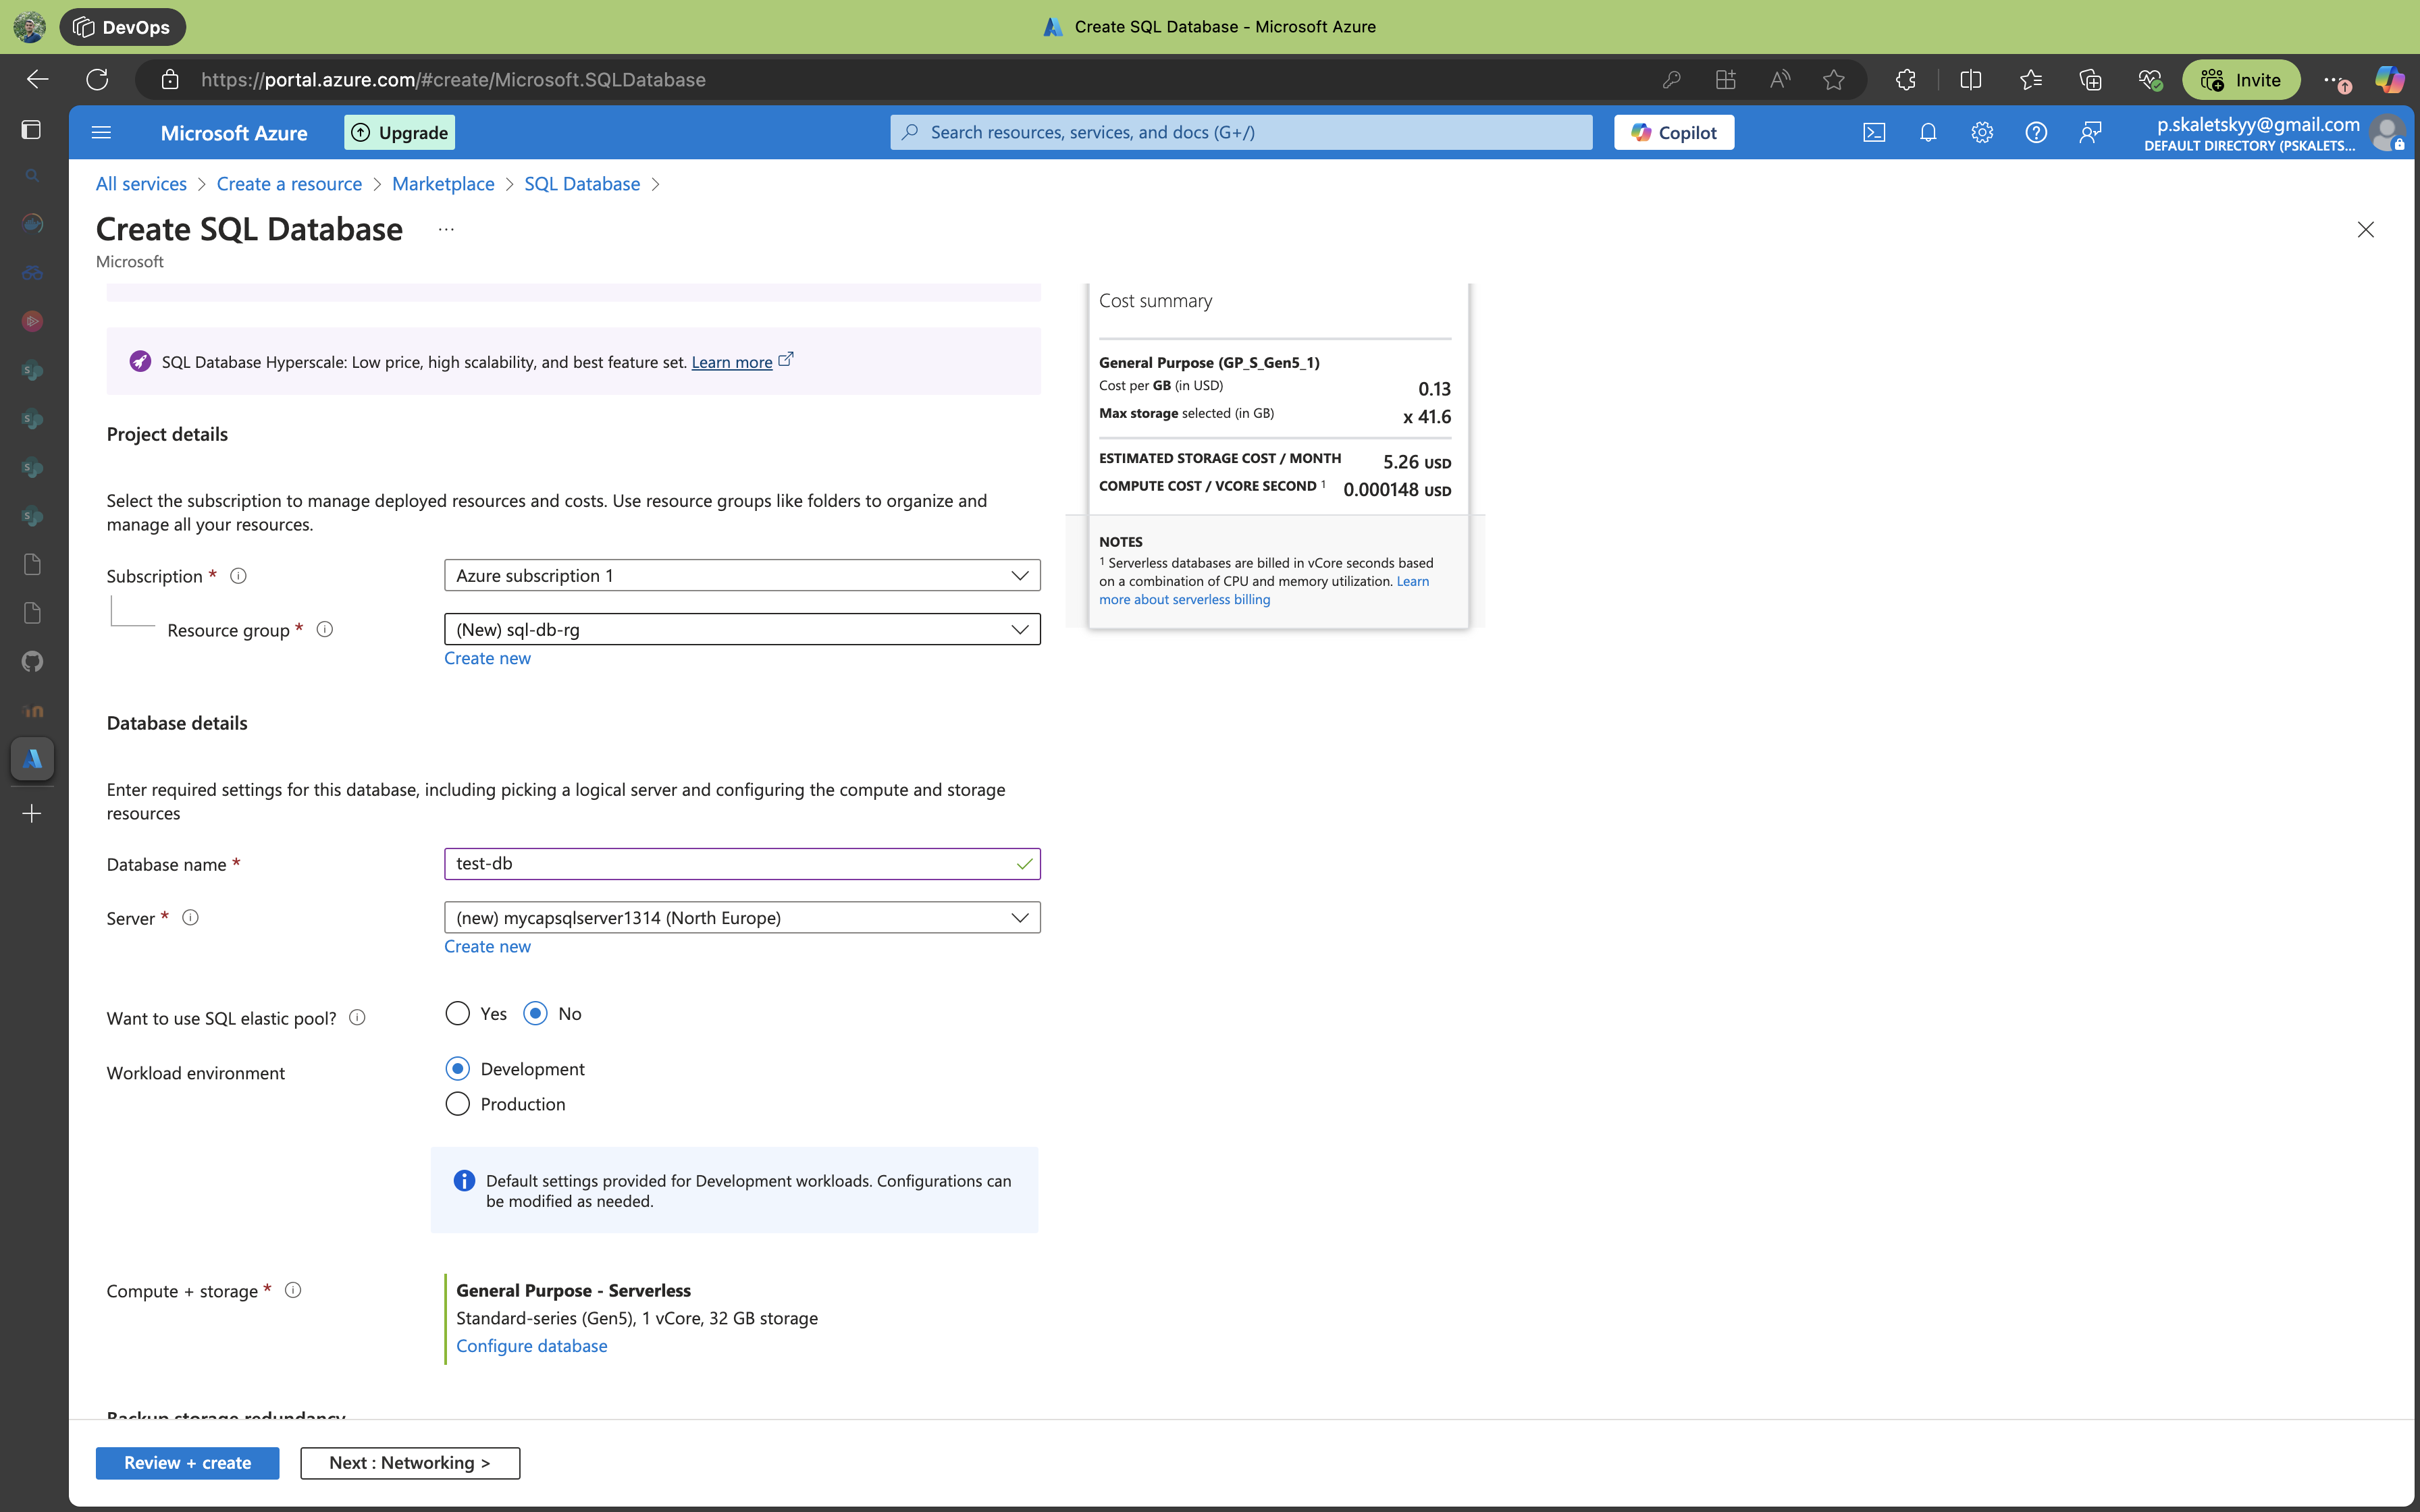 DevOps
Create SQL Database - Microsoft Azure
https://portal.azure.com/#create/Microsoft.SQLDatabase
Invite
Microsoft Azure
Upgrade
Search resources, services, and docs (G+/)
Copilot
p.skaletskyy@gmail.com
DEFAULT DIRECTORY (PSKALETS...
All services > Create a resource > Marketplace > SQL Database >
Create SQL Database ...
Microsoft
SQL Database Hyperscale: Low price, high scalability, and best feature set. Learn more
Project details
Select the subscription to manage deployed resources and costs. Use resource groups like folders to organize and
manage all your resources.
Subscription *
Azure subscription 1
Resource group *
(New) sql-db-rg
Create new
Database details
Enter required settings for this database, including picking a logical server and configuring the compute and storage
resources
Database name *
test-db
Server *
(new) mycapsqlserver1314 (North Europe)
Create new
Want to use SQL elastic pool?
Yes No
Workload environment
Development
Production
Default settings provided for Development workloads. Configurations can
be modified as needed.
Compute + storage *
General Purpose - Serverless
Standard-series (Gen5), 1 vCore, 32 GB storage
Configure database
Backup storage redundancy
Cost summary
General Purpose (GP_S_Gen5_1)
Cost per GB (in USD) 0.13
Max storage selected (in GB) x 41.6
ESTIMATED STORAGE COST / MONTH 5.26 USD
COMPUTE COST / VCORE SECOND 1 0.000148 USD
NOTES
1 Serverless databases are billed in vCore seconds based
on a combination of CPU and memory utilization. Learn
more about serverless billing
Review + create
Next : Networking >